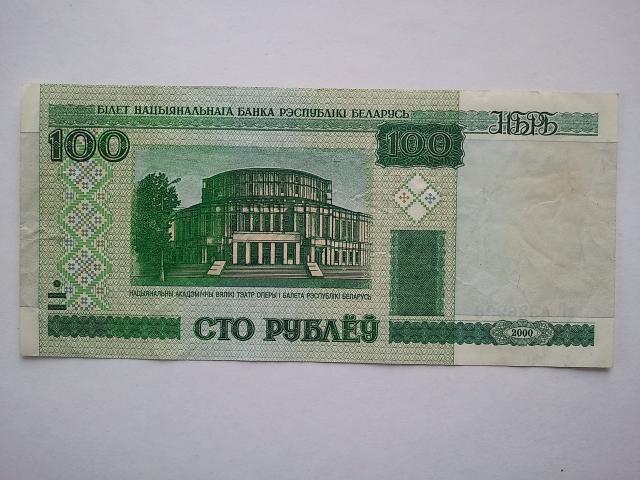 БІЛЕТ НАЦЫЯНАЛЬНАГА БАНКА РЭСПУБЛІКІ БЕЛАРУСЬ
НБРБ
100
100
НАЦЫЯНАЛЬНЫ АКАДЭМІЧНЫ ВЯЛІКІ ТЭАТР ОПЕРЫ І БАЛЕТА РЭСПУБЛІКІ БЕЛАРУСЬ
СТО РУБЛЁЎ
2000